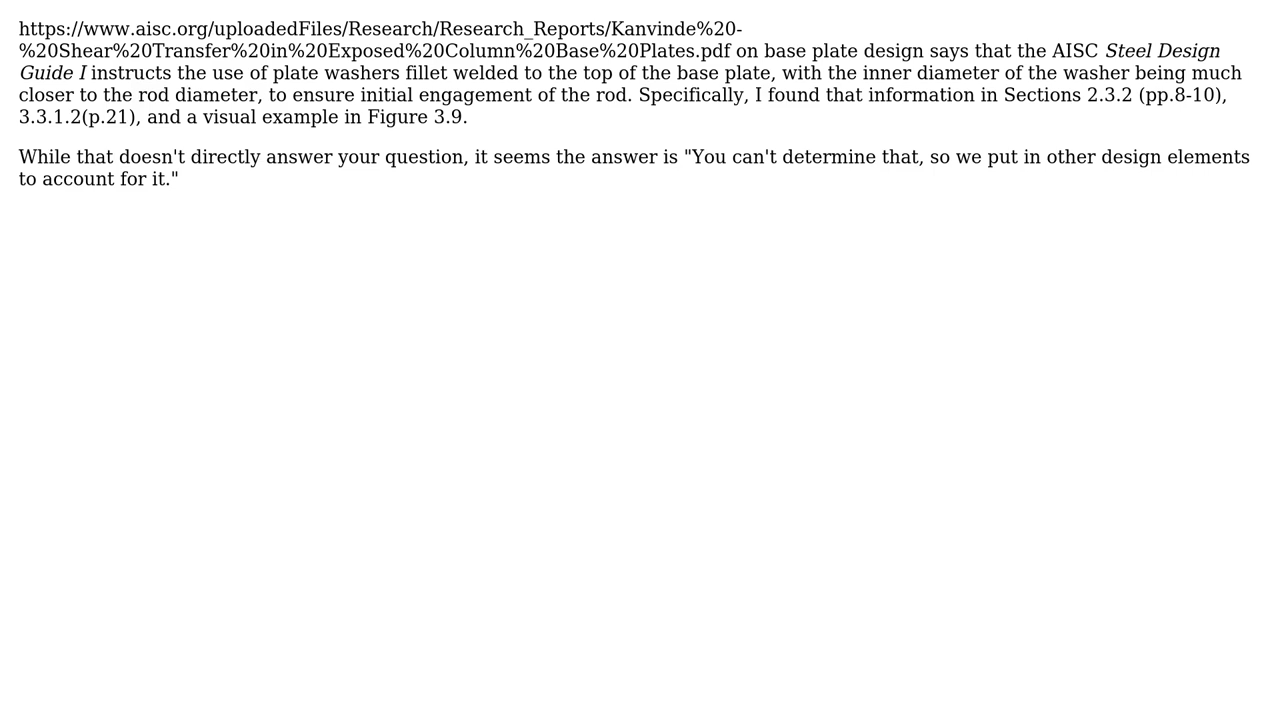 https://www.aisc.org/uploadedFiles/Research/Research_Reports/Kanvinde%20-
%20Shear%20Transfer%20in%20Exposed%20Column%20Base%20Plates.pdf on base plate design says that the AISC Steel Design
Guide I instructs the use of plate washers fillet welded to the top of the base plate, with the inner diameter of the washer being much
closer to the rod diameter, to ensure initial engagement of the rod. Specifically, I found that information in Sections 2.3.2 (pp.8-10),
3.3.1.2(p.21), and a visual example in Figure 3.9.
While that doesn't directly answer your question, it seems the answer is "You can't determine that, so we put in other design elements
to account for it."